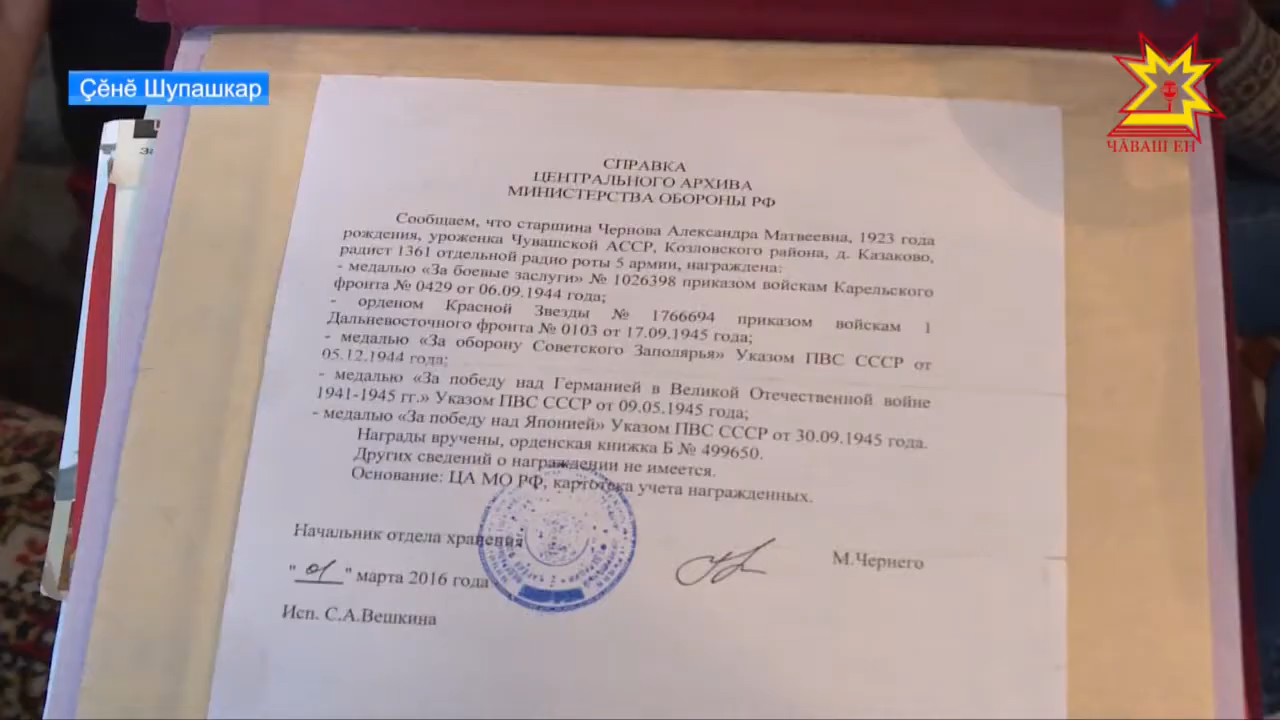 Ҫӗнӗ Шупашкар
ЧӐВАШ ЕН
СПРАВКА
ЦЕНТРАЛЬНОГО АРХИВА
МИНИСТЕРСТВА ОБОРОНЫ РФ
Сообщаем, что старшина Чернова Александра Матвеевна, 1923 года
рождения, уроженка Чувашской АССР, Козловского района, д. Казаково,
радист 1361 отдельной радио роты 5 армии, награждена:
- медалью «За боевые заслуги» № 1026398 приказом войскам Карельского
фронта № 0429 от 06.09.1944 года;
- орденом Красной Звезды № 1766694 приказом войскам 1
Дальневосточного фронта № 0103 от 17.09.1945 года;
- медалью «За оборону Советского Заполярья» Указом ПВС СССР от
05.12.1944 года;
- медалью «За победу над Германией в Великой Отечественной войне
1941-1945 гг.» Указом ПВС СССР от 09.05.1945 года;
- медалью «За победу над Японией» Указом ПВС СССР от 30.09.1945 года.
Награды вручены, орденская книжка Б № 499650.
Других сведений о награждении не имеется.
Основание: ЦА МО РФ, картотека учета награжденных.
Начальник отдела хранения
М.Чернего
"01" марта 2016 года
Исп. С.А.Вешкина